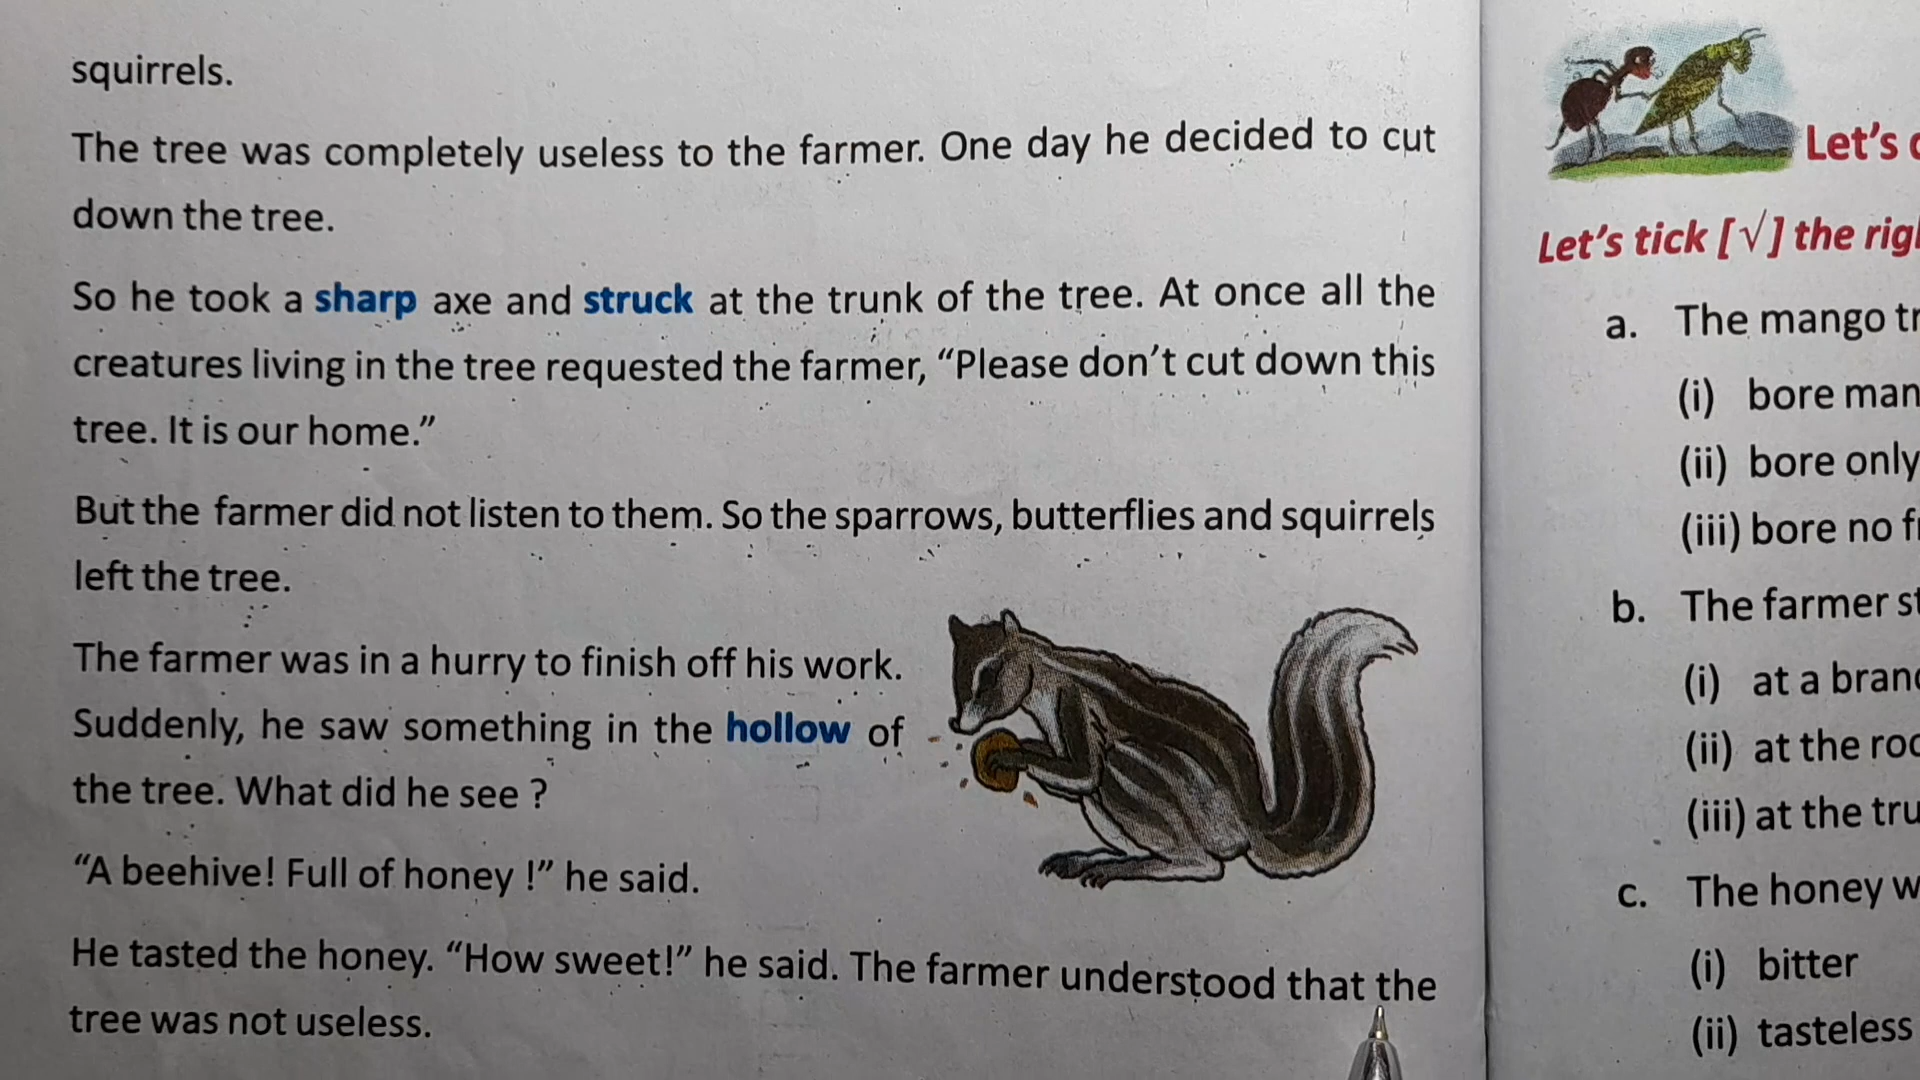 squirrels.
The tree was completely useless to the farmer. One day he decided to cut
down the tree.
So he took a sharp axe and struck at the trunk of the tree. At once all the
creatures living in the tree requested the farmer, “Please don’t cut down this
tree. It is our home.”
But the farmer did not listen to them. So the sparrows, butterflies and squirrels
left the tree.
The farmer was in a hurry to finish off his work.
Suddenly, he saw something in the hollow of
the tree. What did he see ?
“A beehive! Full of honey !” he said.
He tasted the honey. “How sweet!” he said. The farmer understood that the
tree was not useless.
Let’s
Let’s tick [√] the
a. The mango
(i) bore
(ii) bore only
(iii) bore no
b. The farmer
(i) at a
(ii) at the
(iii) at the
c. The honey
(i) bitter
(ii) tasteless